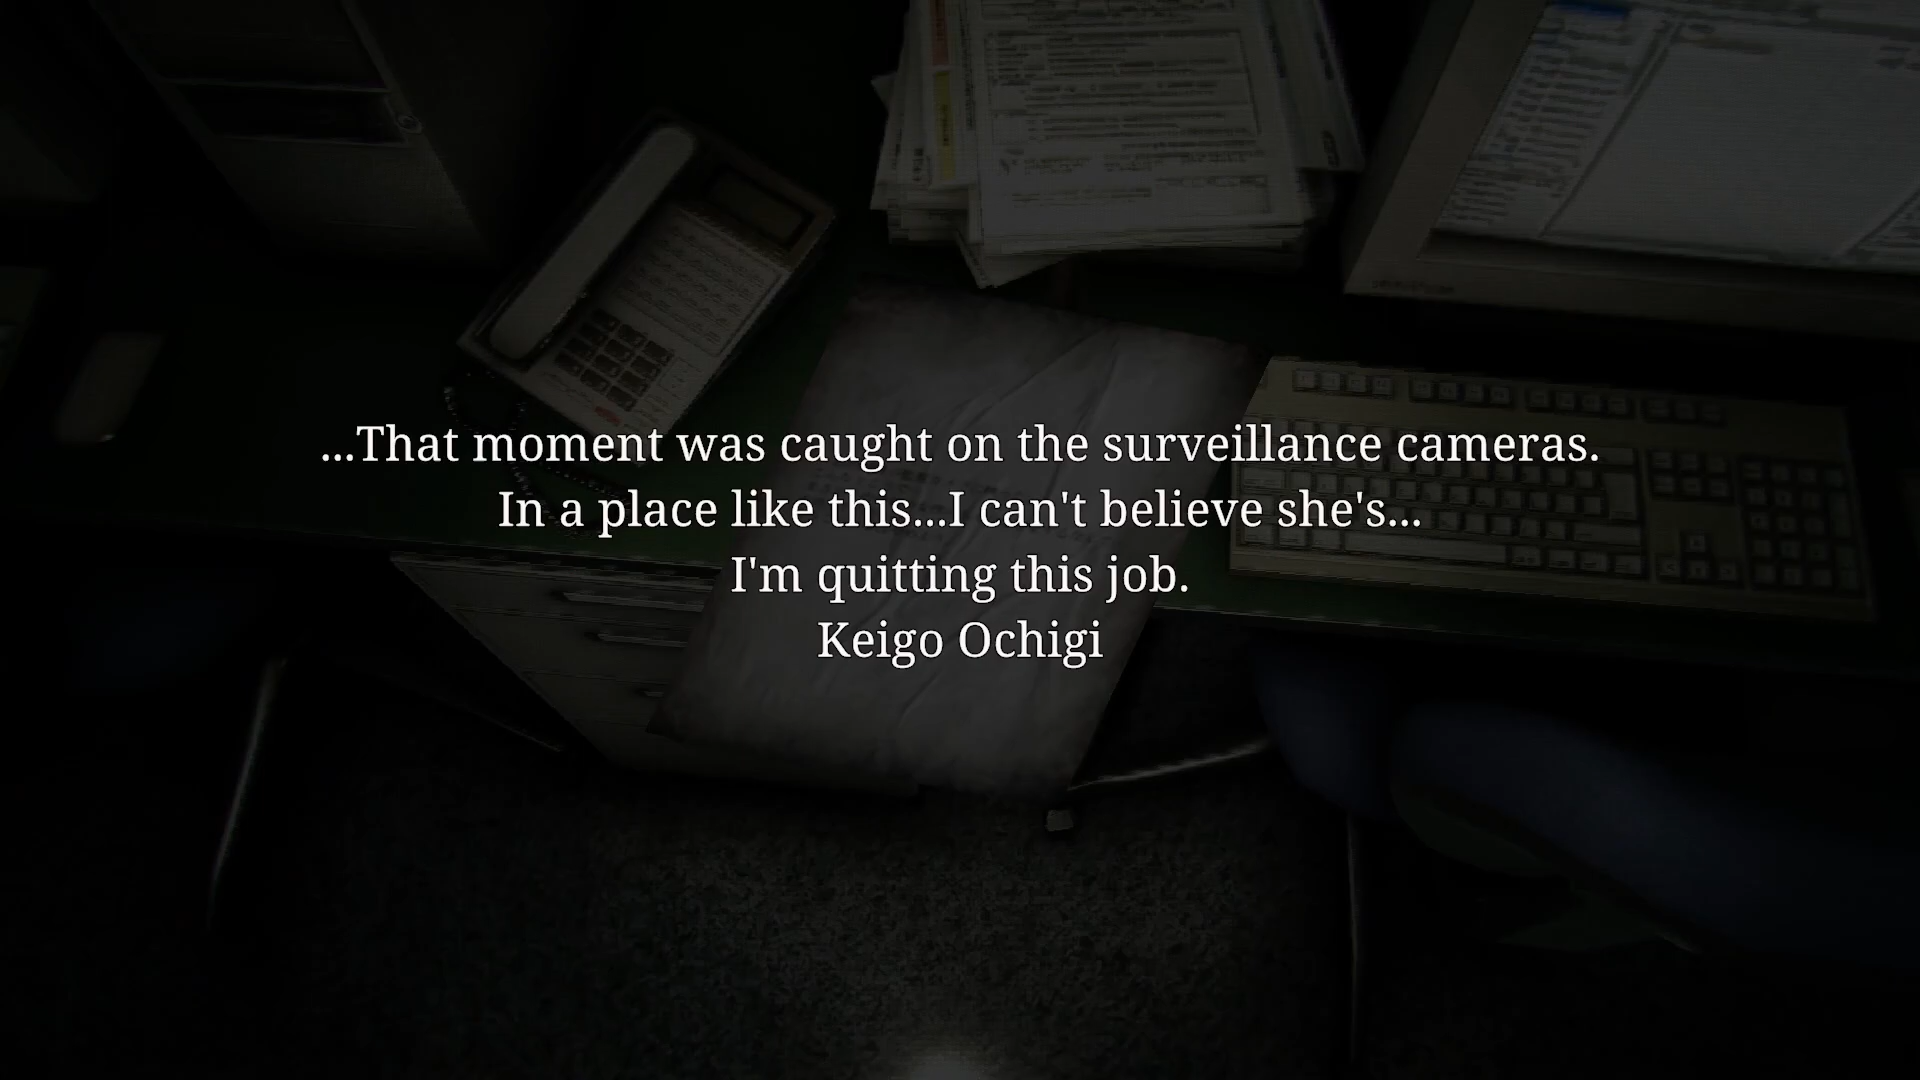 ...That moment was caught on the surveillance cameras.
In a place like this...I can't believe she's...
I'm quitting this job.
Keigo Ochigi